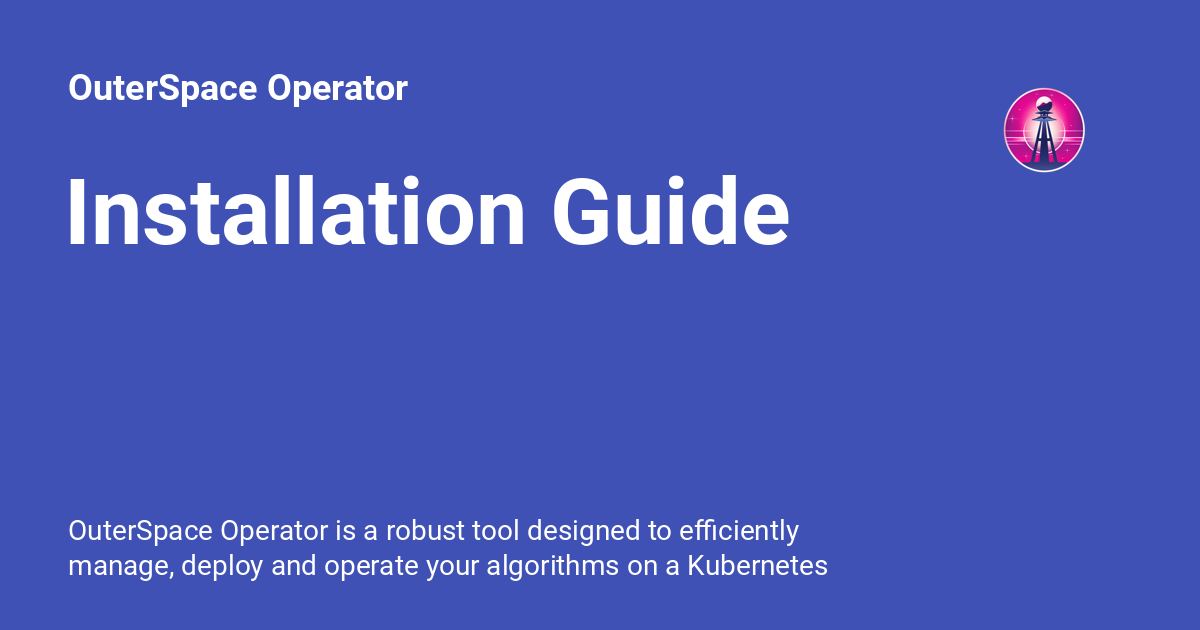 OuterSpace Operator
Installation Guide
OuterSpace Operator is a robust tool designed to efficiently
manage, deploy and operate your algorithms on a Kubernetes